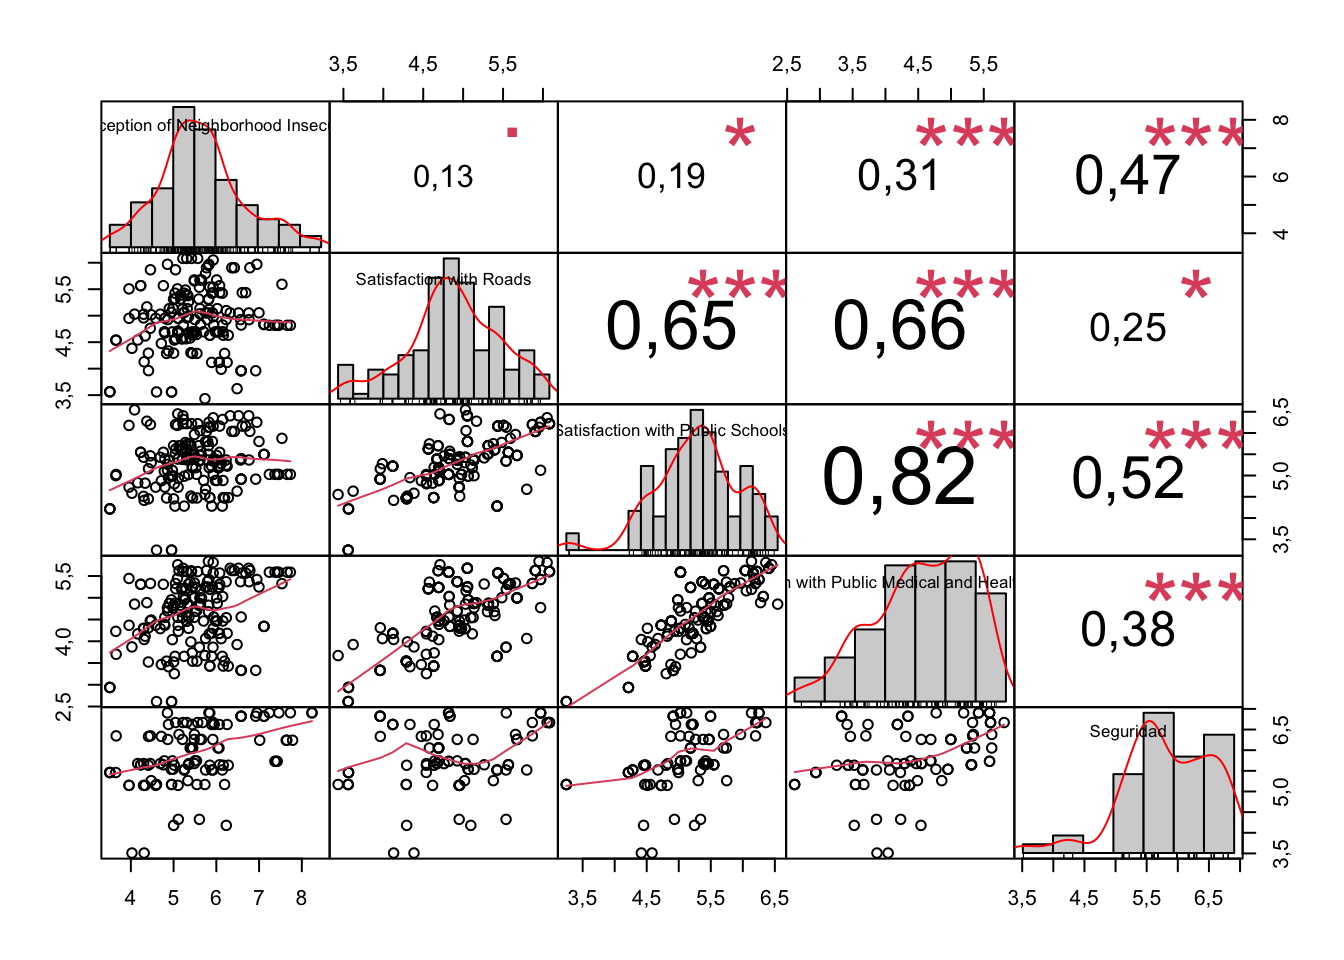 3,5 4,5 5,5 2,5 3,5 4,5 5,5
ception of Neighborhood Insecu
0,13 * 0,19 *** 0,31 *** 0,47
8
6
4
5,5
4,5
3,5
Satisfaction with Roads
*** 0,65 *** 0,66 * 0,25
Satisfaction with Public Schools
*** 0,82 *** 0,52
6,5
5,0
3,5
5,5
4,0
2,5
n with Public Medical and Healt
*** 0,38
Seguridad
6,5
5,0
3,5
4 5 6 7 8 3,5 4,5 5,5 6,5 3,5 4,5 5,5 6,5